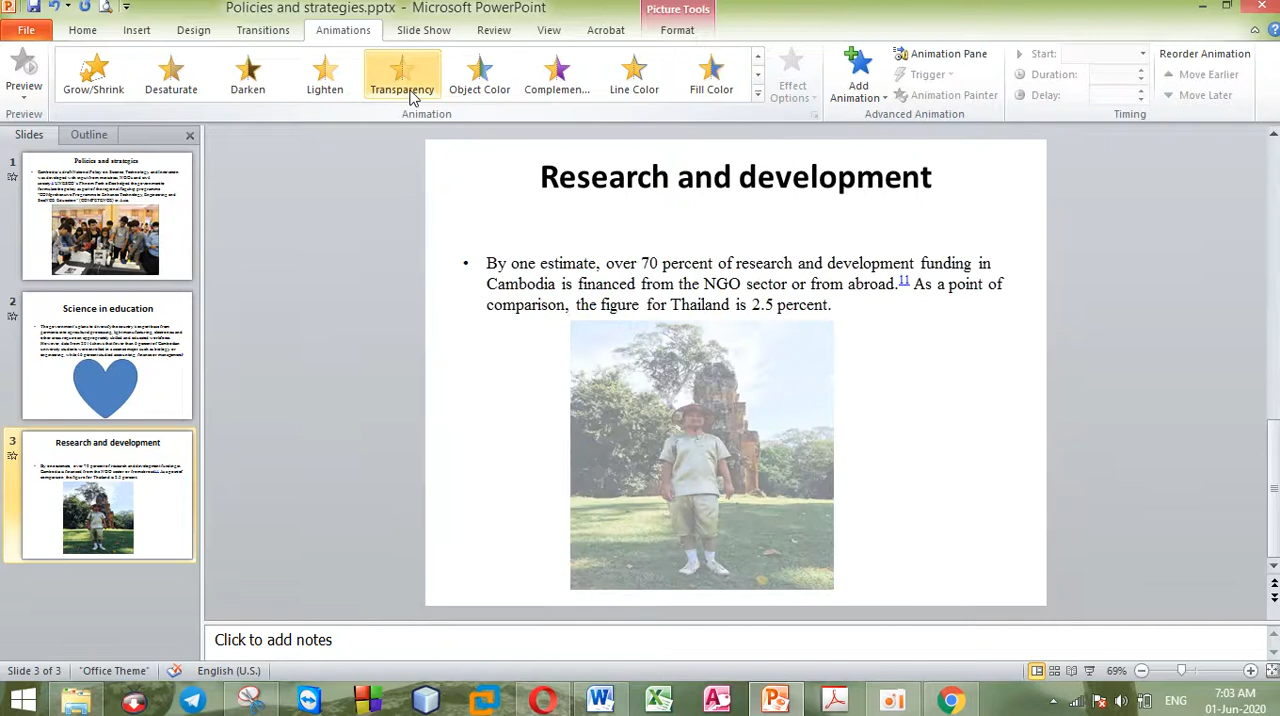 Policies and strategies.pptx - Microsoft PowerPoint
Picture Tools
File Home Insert Design Transitions Animations Slide Show Review View Acrobat Format
Preview
Grow/Shrink Desaturate Darken Lighten Transparency Object Color Complemen... Line Color Fill Color
Effect Options
Add Animation
Animation Pane
Trigger
Animation Painter
Start:
Duration:
Delay:
Reorder Animation
Move Earlier
Move Later
Preview Animation Advanced Animation Timing
Slides Outline
1
Policies and strategies
2
Science in education
3
Research and development
Research and development
• By one estimate, over 70 percent of research and development funding in
Cambodia is financed from the NGO sector or from abroad.11 As a point of
comparison, the figure for Thailand is 2.5 percent.
Click to add notes
Slide 3 of 3 "Office Theme" English (U.S.) 69%
ENG
7:03 AM
01-Jun-2020